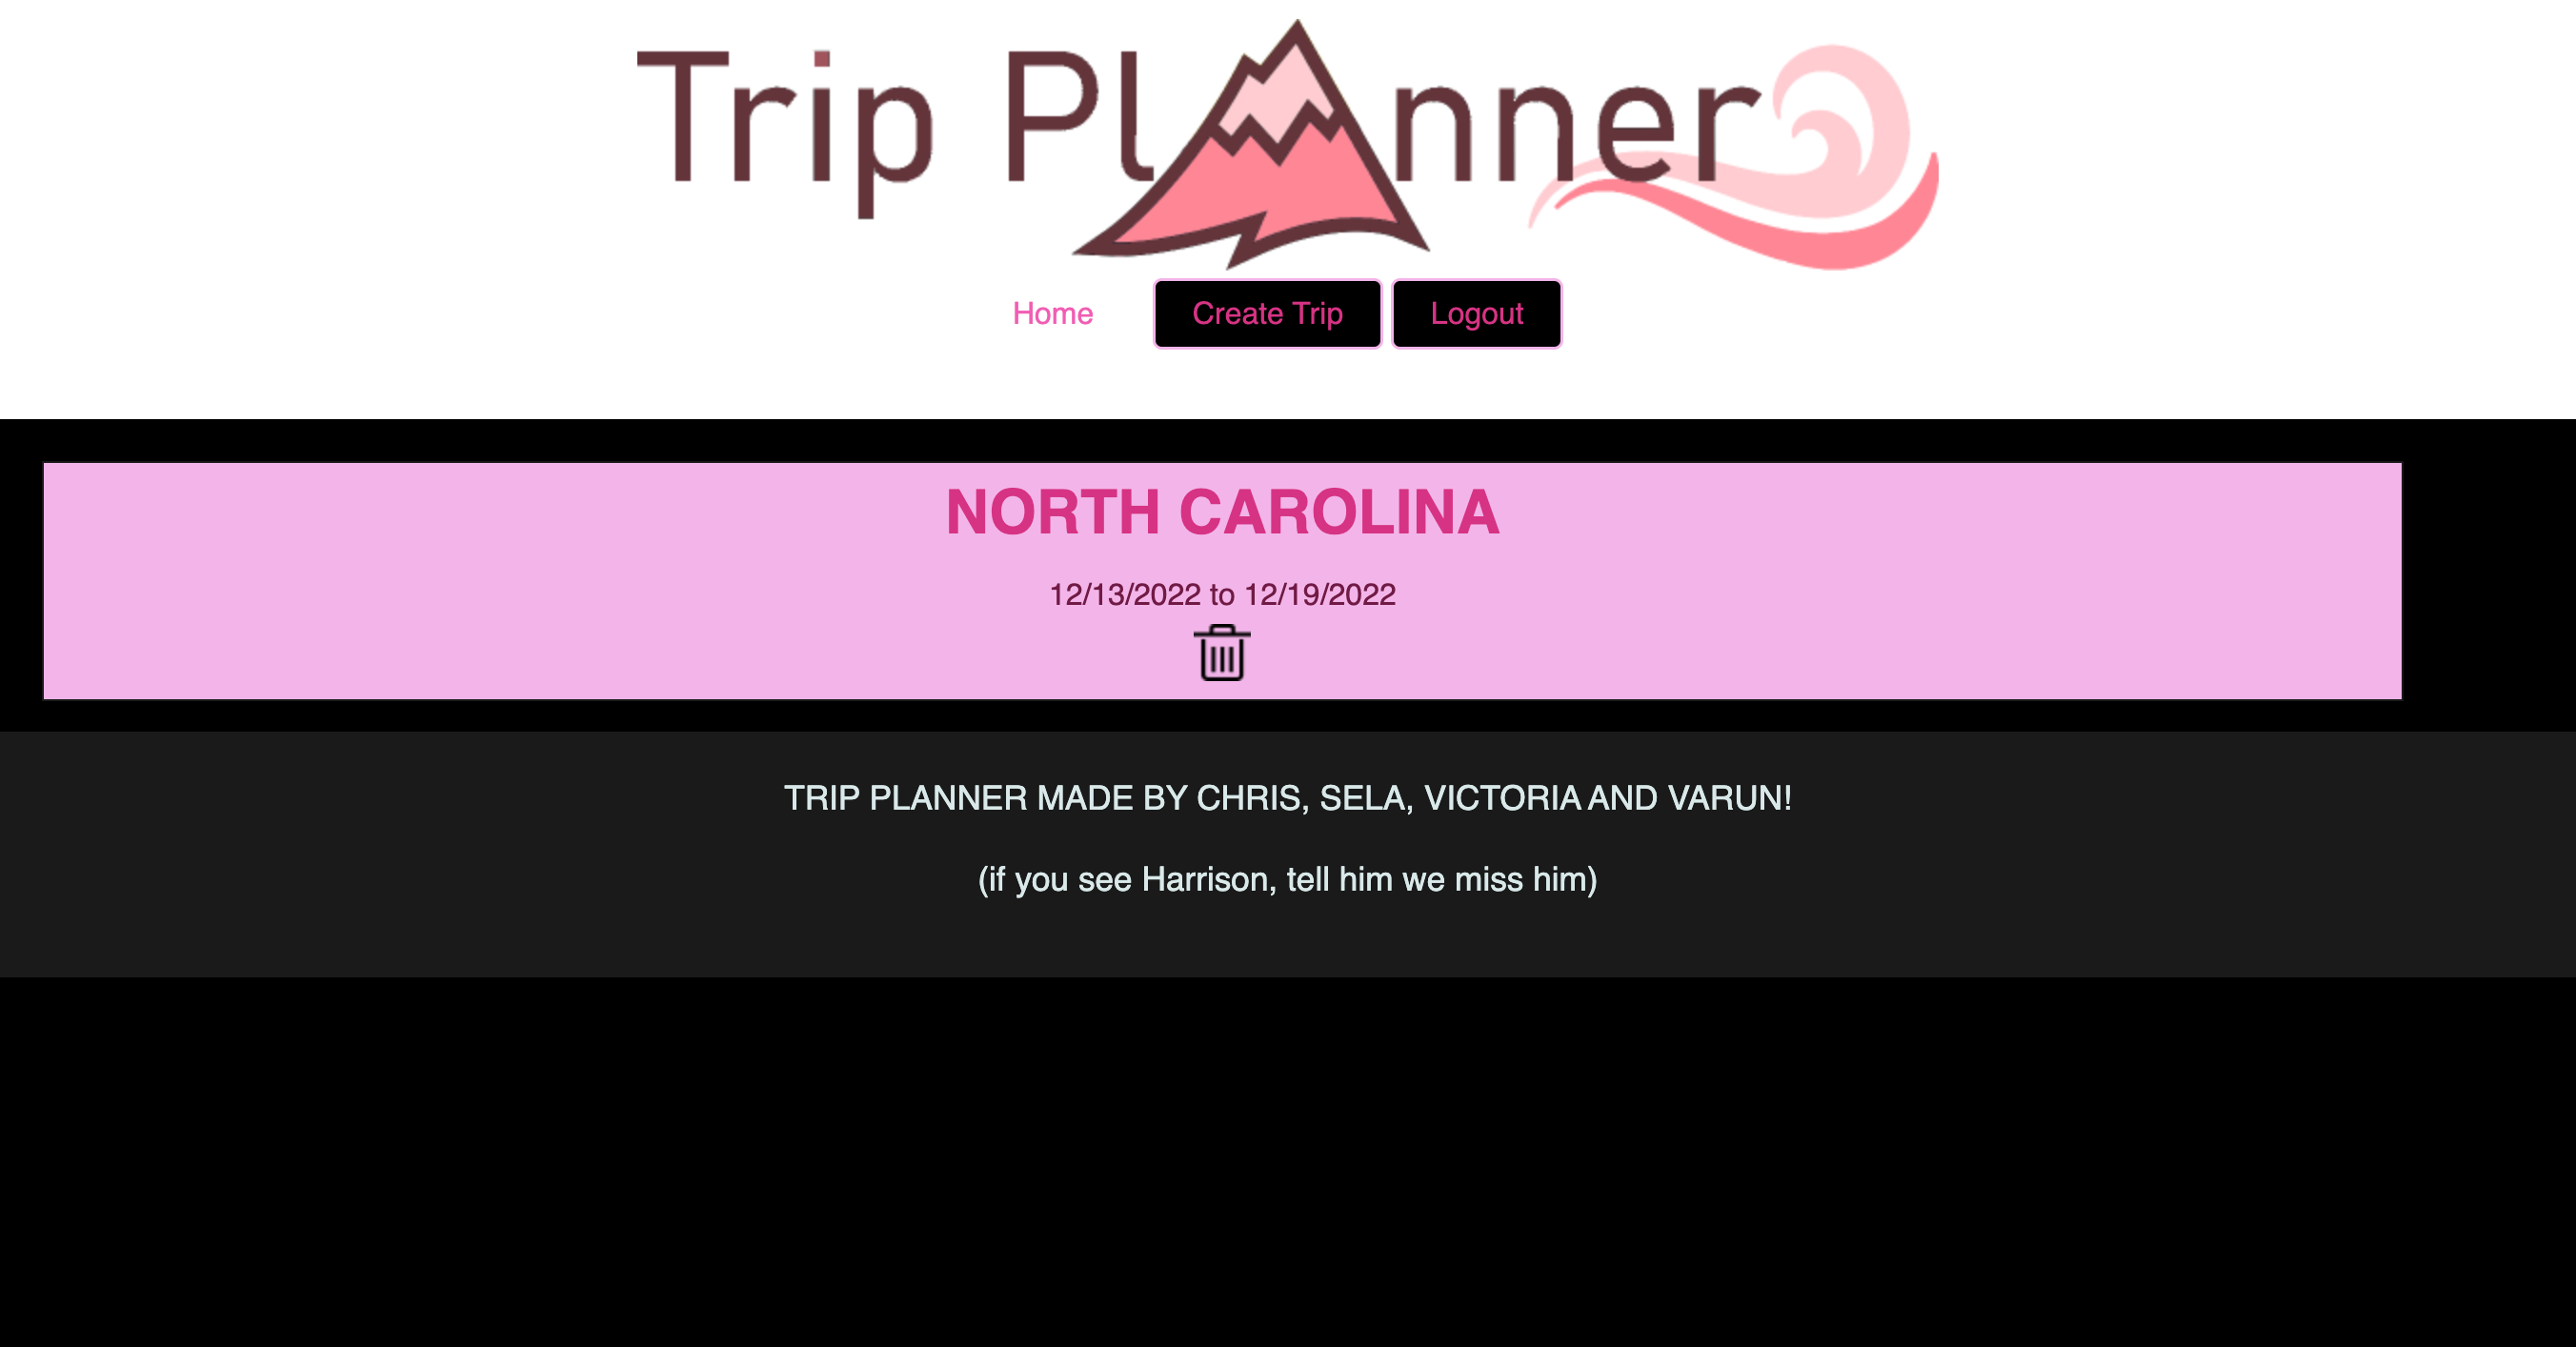 Trip Planner
Home
Create Trip
Logout
NORTH CAROLINA
12/13/2022 to 12/19/2022
TRIP PLANNER MADE BY CHRIS, SELA, VICTORIA AND VARUN!
(if you see Harrison, tell him we miss him)